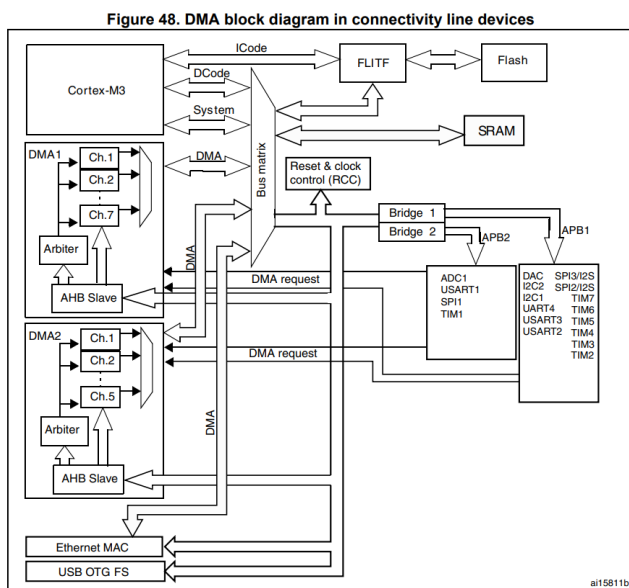 Figure 48. DMA block diagram in connectivity line devices
ICode
Cortex-M3
FLITF
Flash
DCode
System
Bus matrix
SRAM
DMA1
Ch.1
Ch.2
Ch.7
DMA
Reset & clock
control (RCC)
Bridge 1
Bridge 2
APB2
APB1
Arbiter
DMA
DMA request
AHB Slave
ADC1
USART1
SPI1
TIM1
DAC SPI3/I2S
I2C2 SPI2/I2S
I2C1 TIM7
UART4 TIM6
USART3 TIM5
USART2 TIM4
TIM3
TIM2
DMA2
Ch.1
Ch.2
Ch.5
DMA request
Arbiter
DMA
AHB Slave
Ethernet MAC
USB OTG FS
ai15811b